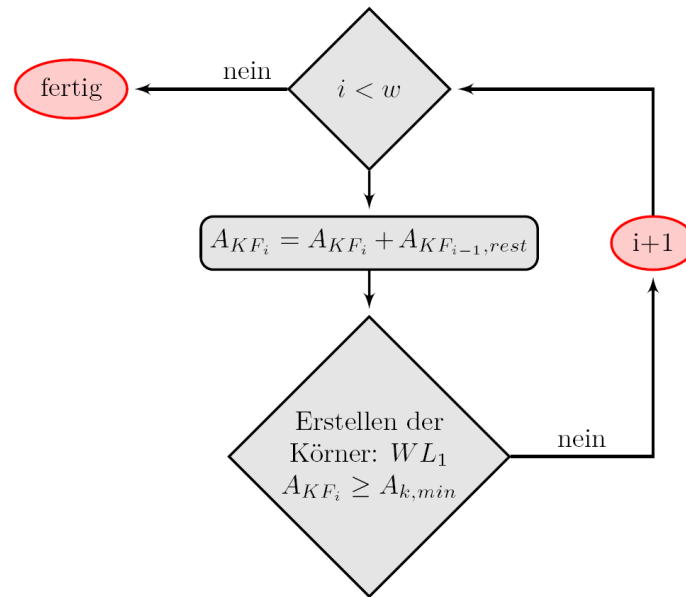 nein
fertig
i < w
A_{KF_i} = A_{KF_i} + A_{KF_{i-1},rest}
i+1
Erstellen der
Körner: WL_1
A_{KF_i} ≥ A_{k,min}
nein